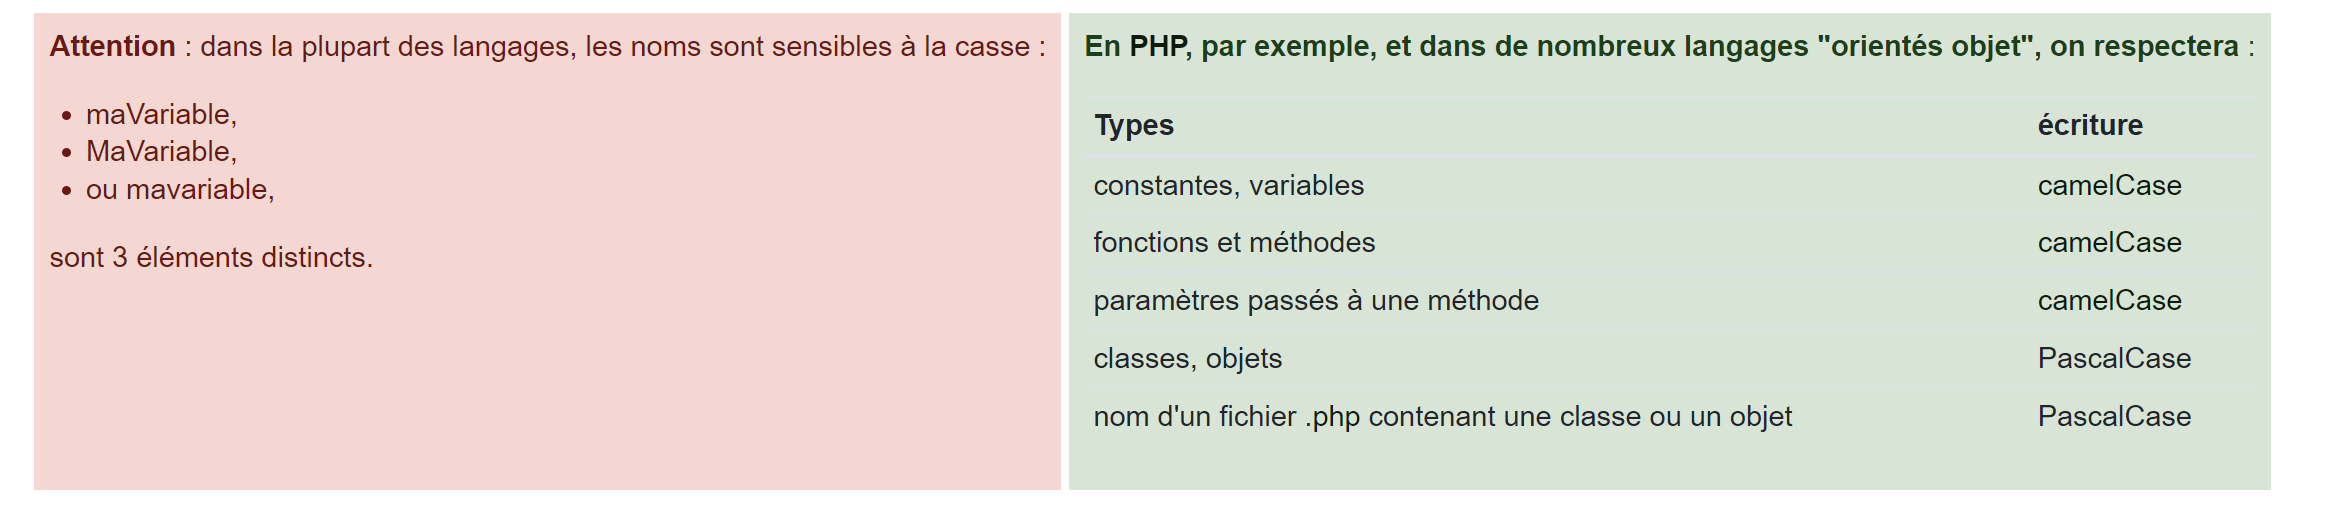 Attention : dans la plupart des langages, les noms sont sensibles à la casse :
maVariable,
MaVariable,
ou mavariable,
sont 3 éléments distincts.
En PHP, par exemple, et dans de nombreux langages "orientés objet", on respectera :
Types écriture
constantes, variables camelCase
fonctions et méthodes camelCase
paramètres passés à une méthode camelCase
classes, objets PascalCase
nom d'un fichier .php contenant une classe ou un objet PascalCase